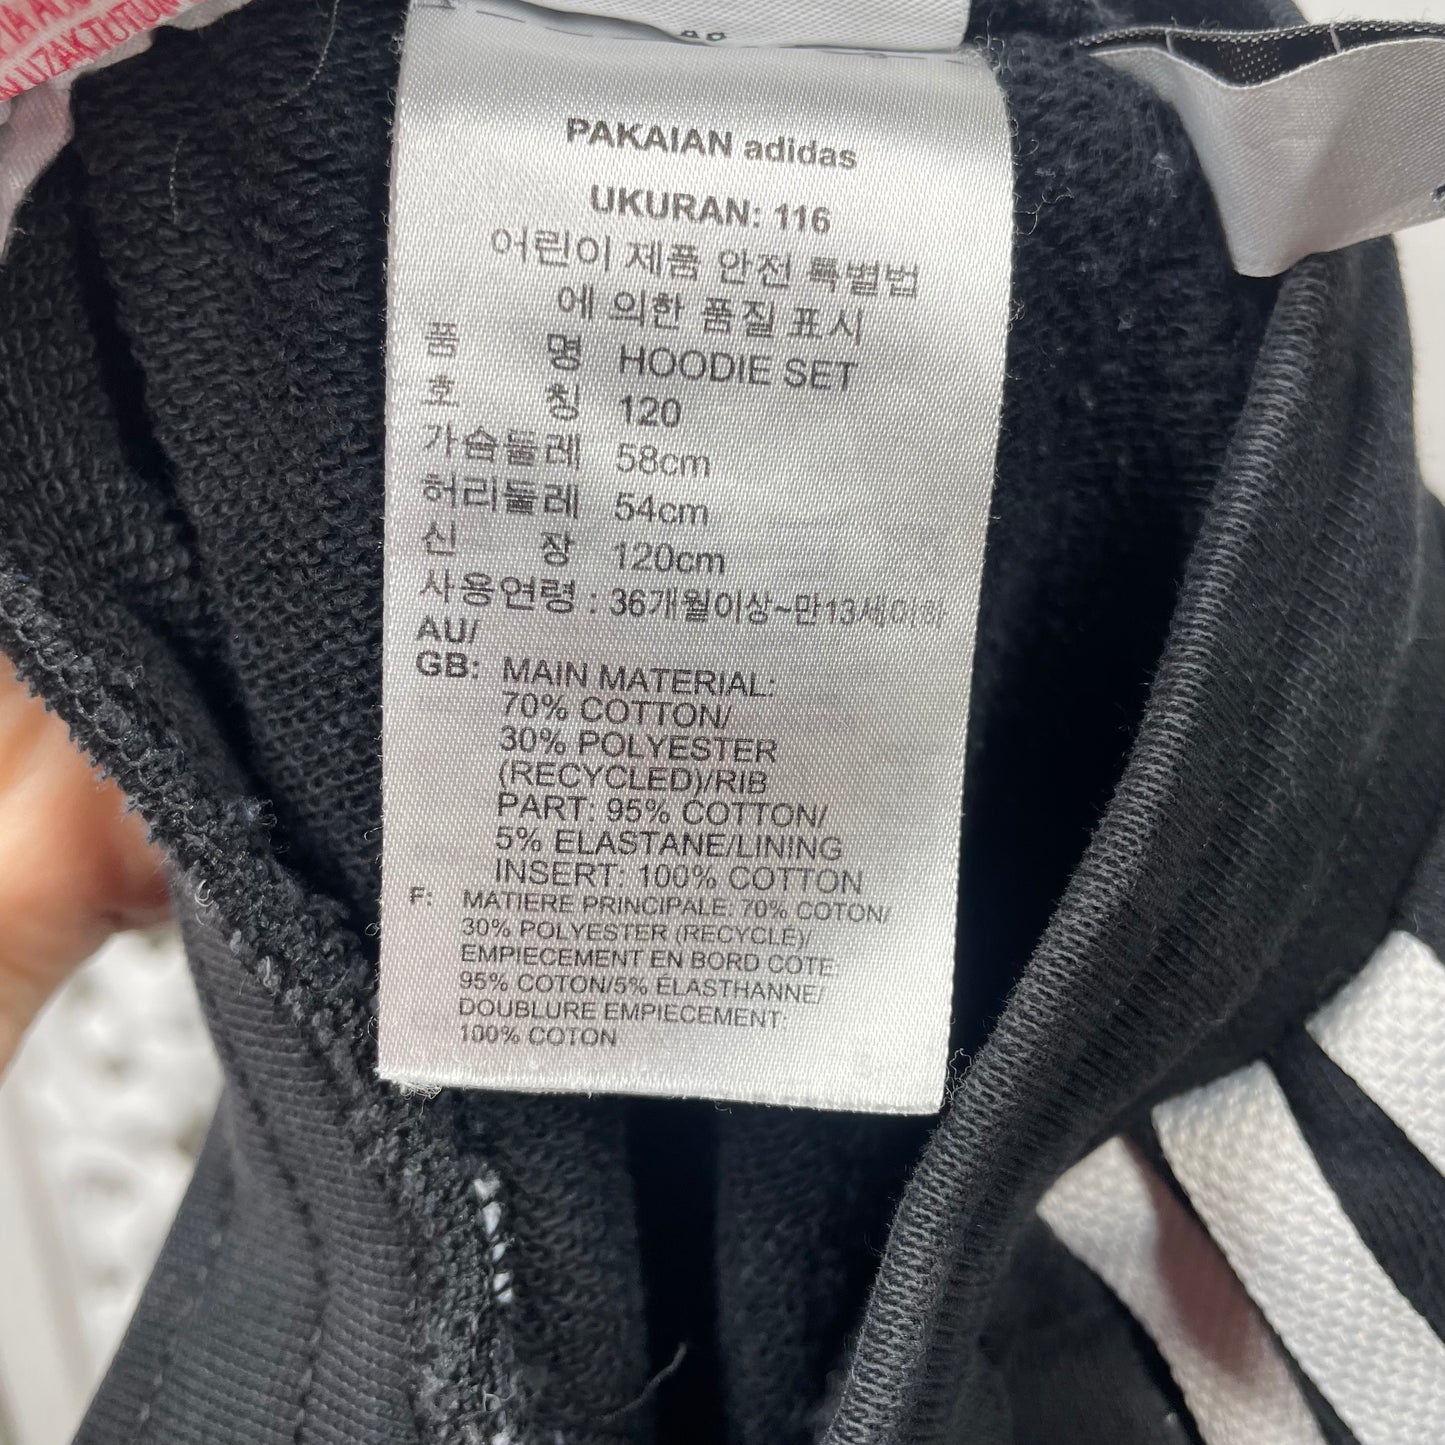 UZAK TUTUN
PAKAIAN adidas
UKURAN: 116
어린이 제품 안전 특별법
에 의한 품질 표시
품 명 HOODIE SET
호 칭 120
가슴둘레 58cm
허리둘레 54cm
신 장 120cm
사용연령 : 36개월이상~만13세이하
AU/
GB: MAIN MATERIAL:
70% COTTON/
30% POLYESTER
(RECYCLED)/RIB
PART: 95% COTTON/
5% ELASTANE/LINING
INSERT: 100% COTTON
F: MATIERE PRINCIPALE: 70% COTON/
30% POLYESTER (RECYCLE)/
EMPIECEMENT EN BORD COTE
95% COTON/5% ELASTHANNE/
DOUBLURE EMPIECEMENT:
100% COTON